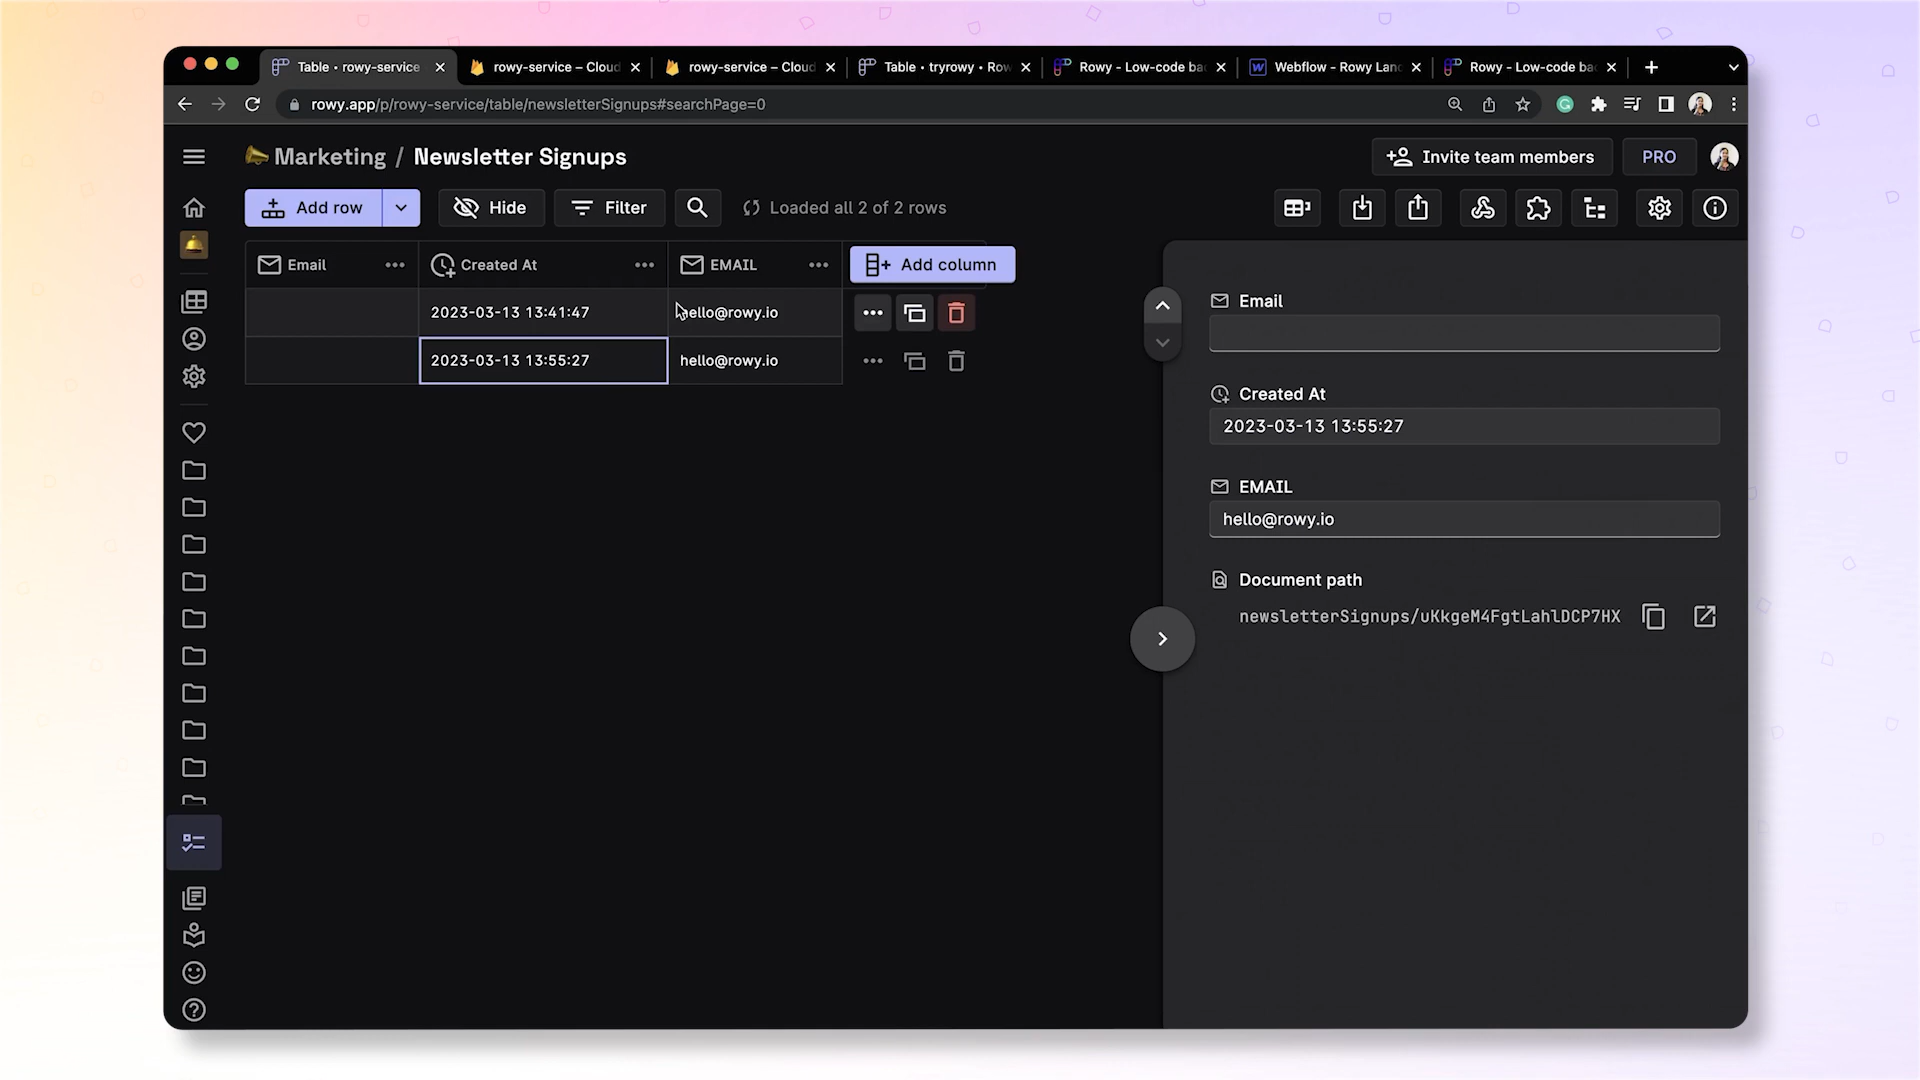 Table • rowy-service
rowy-service – Cloud
rowy-service – Cloud
Table • tryrowy • Row
Rowy - Low-code bac
Webflow - Rowy Lan
Rowy - Low-code ba
rowy.app/p/rowy-service/table/newsletterSignups#searchPage=0
Marketing / Newsletter Signups
Invite team members
PRO
Add row
Hide
Filter
Loaded all 2 of 2 rows
Email
Created At
EMAIL
Add column
2023-03-13 13:41:47
hello@rowy.io
2023-03-13 13:55:27
hello@rowy.io
Email
Created At
2023-03-13 13:55:27
EMAIL
hello@rowy.io
Document path
newsletterSignups/uKkgeM4FgtLahlDCP7HX